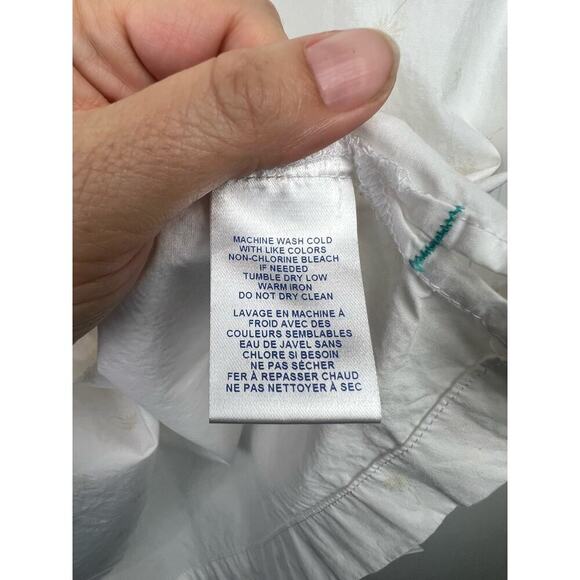 MACHINE WASH COLD
WITH LIKE COLORS
NON-CHLORINE BLEACH
IF NEEDED
TUMBLE DRY LOW
WARM IRON
DO NOT DRY CLEAN
LAVAGE EN MACHINE À
FROID AVEC DES
COULEURS SEMBLABLES
EAU DE JAVEL SANS
CHLORE SI BESOIN
NE PAS SÉCHER
FER À REPASSER CHAUD
NE PAS NETTOYER À SEC